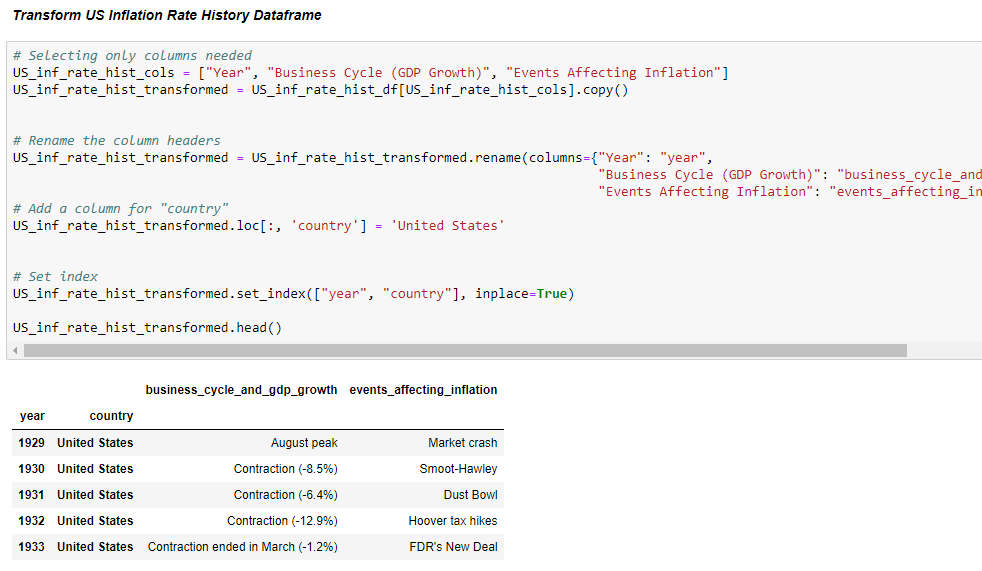 Transform US Inflation Rate History Dataframe
# Selecting only columns needed
US_inf_rate_hist_cols = ["Year", "Business Cycle (GDP Growth)", "Events Affecting Inflation"]
US_inf_rate_hist_transformed = US_inf_rate_hist_df[US_inf_rate_hist_cols].copy()
# Rename the column headers
US_inf_rate_hist_transformed = US_inf_rate_hist_transformed.rename(columns={"Year": "year",
"Business Cycle (GDP Growth)": "business_cycle_and
"Events Affecting Inflation": "events_affecting_in
# Add a column for "country"
US_inf_rate_hist_transformed.loc[:, 'country'] = 'United States'
# Set index
US_inf_rate_hist_transformed.set_index(["year", "country"], inplace=True)
US_inf_rate_hist_transformed.head()
business_cycle_and_gdp_growth events_affecting_inflation
year country
1929 United States August peak Market crash
1930 United States Contraction (-8.5%) Smoot-Hawley
1931 United States Contraction (-6.4%) Dust Bowl
1932 United States Contraction (-12.9%) Hoover tax hikes
1933 United States Contraction ended in March (-1.2%) FDR's New Deal